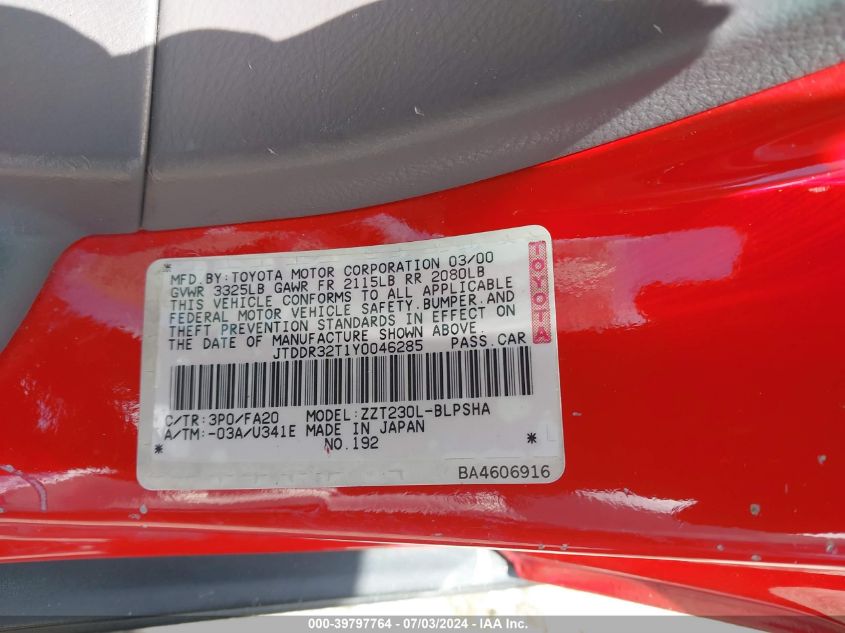 MFD.BY:TOYOTA MOTOR CORPORATION 03/00
GVWR 3325LB GAWR FR 2115LB RR 2080LB
THIS VEHICLE CONFORMS TO ALL APPLICABLE
FEDERAL MOTOR VEHICLE SAFETY.BUMPER.AND
THEFT PREVENTION STANDARDS IN EFFECT ON
THE DATE OF MANUFACTURE SHOWN ABOVE.
JTDDR32T1Y0046285 PASS.CAR
TOYOTA
C/TR:3P0/FA20 MODEL:ZZT230L-BLPSHA
A/TM:-03A/U341E MADE IN JAPAN
* NO.192 *
BA4606916
000-39797764 - 07/03/2024 - IAA Inc.